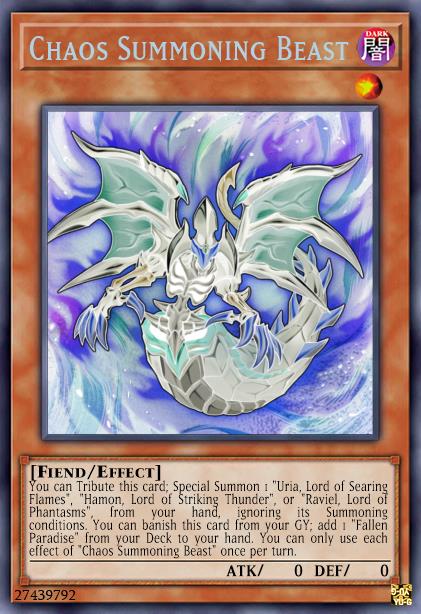 CHAOS SUMMONING BEAST
DARK
闇
[FIEND/EFFECT]
You can Tribute this card; Special Summon 1 "Uria, Lord of Searing
Flames", "Hamon, Lord of Striking Thunder", or "Raviel, Lord of
Phantasms", from your hand, ignoring its Summoning
conditions. You can banish this card from your GY; add 1 "Fallen
Paradise" from your Deck to your hand. You can only use each
effect of "Chaos Summoning Beast" once per turn.
ATK/ 0 DEF/ 0
27439792